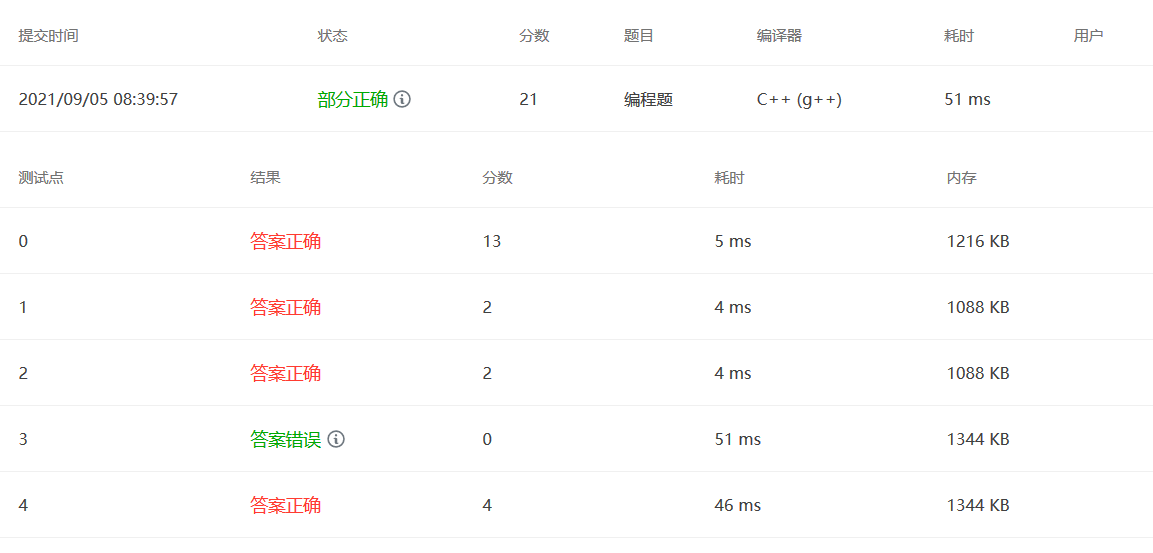 提交时间 状态 分数 题目 编译器 耗时 用户
2021/09/05 08:39:57 部分正确 21 编程题 C++ (g++) 51 ms
测试点 结果 分数 耗时 内存
0 答案正确 13 5 ms 1216 KB
1 答案正确 2 4 ms 1088 KB
2 答案正确 2 4 ms 1088 KB
3 答案错误 0 51 ms 1344 KB
4 答案正确 4 46 ms 1344 KB